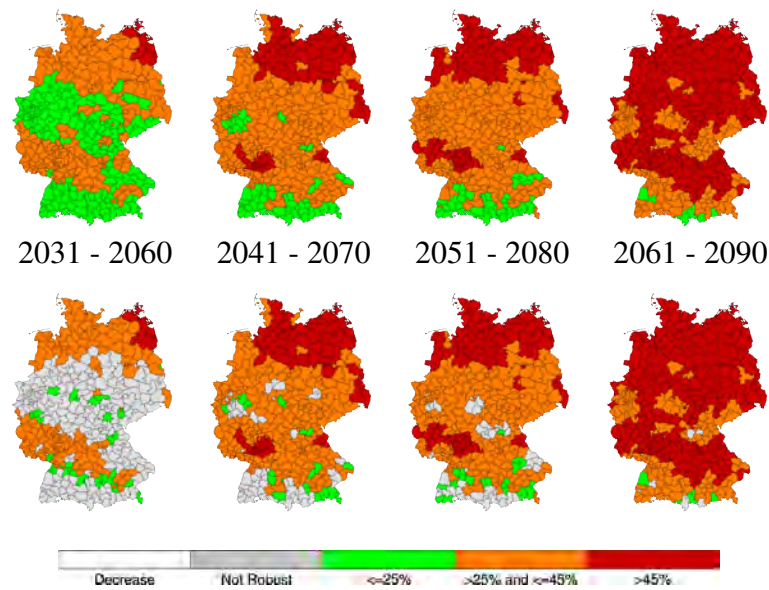 2031 - 2060 2041 - 2070 2051 - 2080 2061 - 2090
Decrease Not Robust <=25% >25% and <=45% >45%